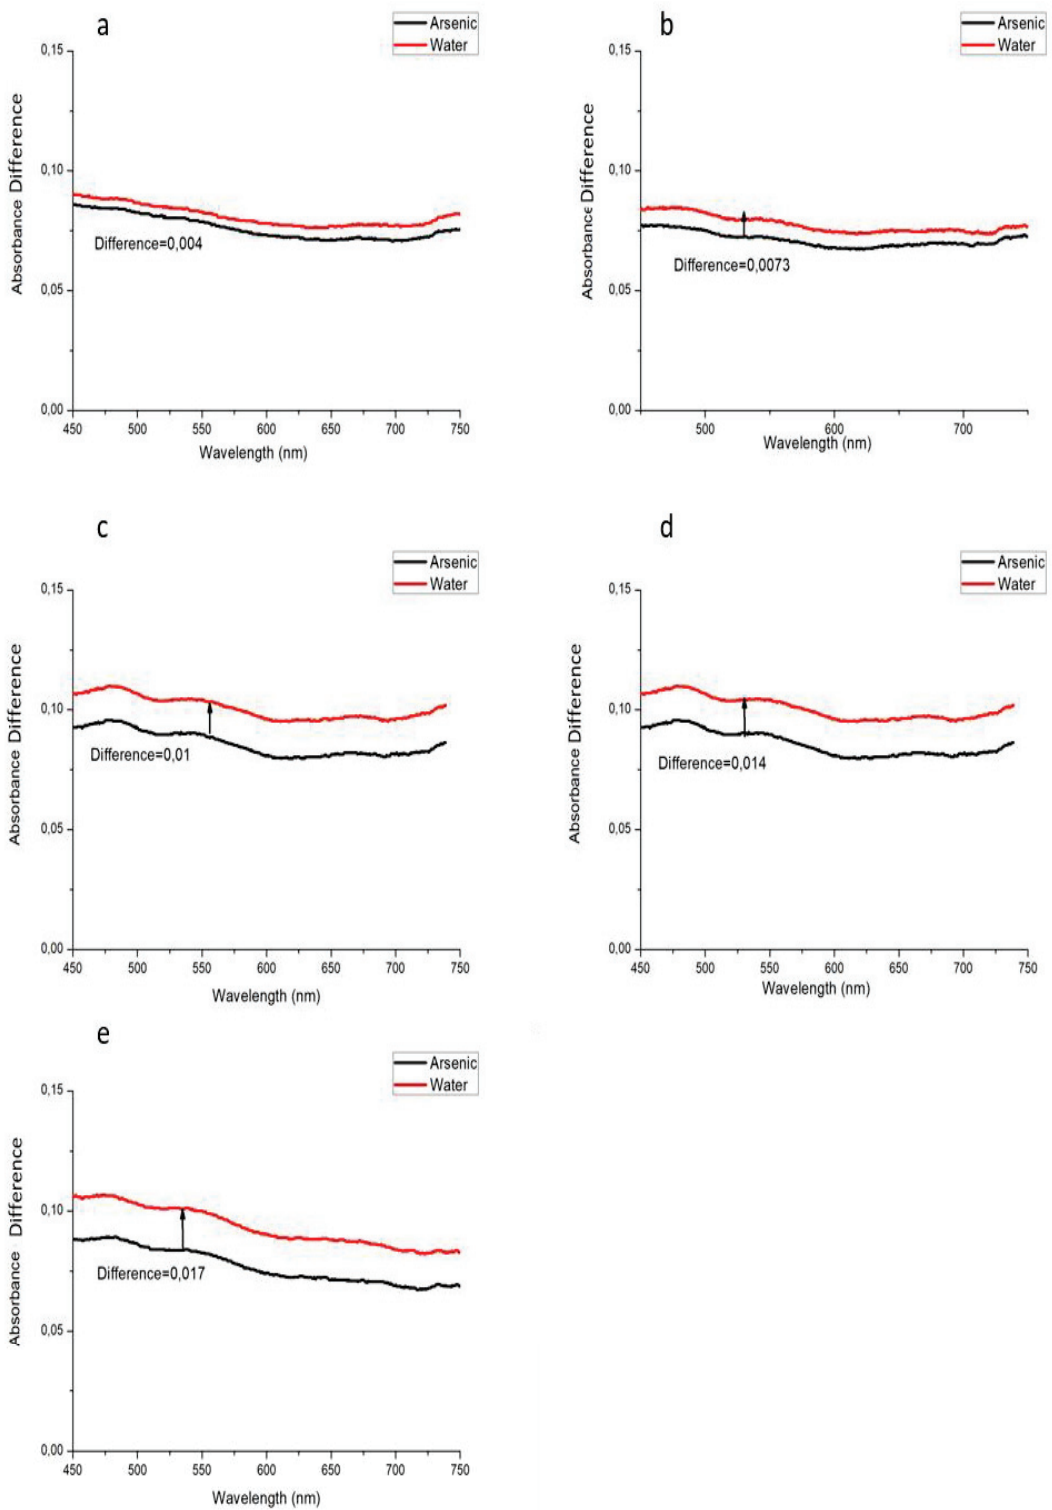 a
Arsenic
Water
0,15
0,10
0,05
0,00
Absorbance Difference
Difference=0,004
450 500 550 600 650 700 750
Wavelength (nm)
b
Arsenic
Water
0,15
0,10
0,05
0,00
Absorbance Difference
Difference=0,0073
500 600 700
Wavelength (nm)
c
Arsenic
Water
0,15
0,10
0,05
0,00
Absorbance Difference
Difference=0,01
450 500 550 600 650 700 750
Wavelength (nm)
d
Arsenic
Water
0,15
0,10
0,05
0,00
Absorbance Difference
Difference=0,014
450 500 550 600 650 700 750
Wavelength (nm)
e
Arsenic
Water
0,15
0,10
0,05
0,00
Absorbance Difference
Difference=0,017
450 500 550 600 650 700 750
Wavelength (nm)